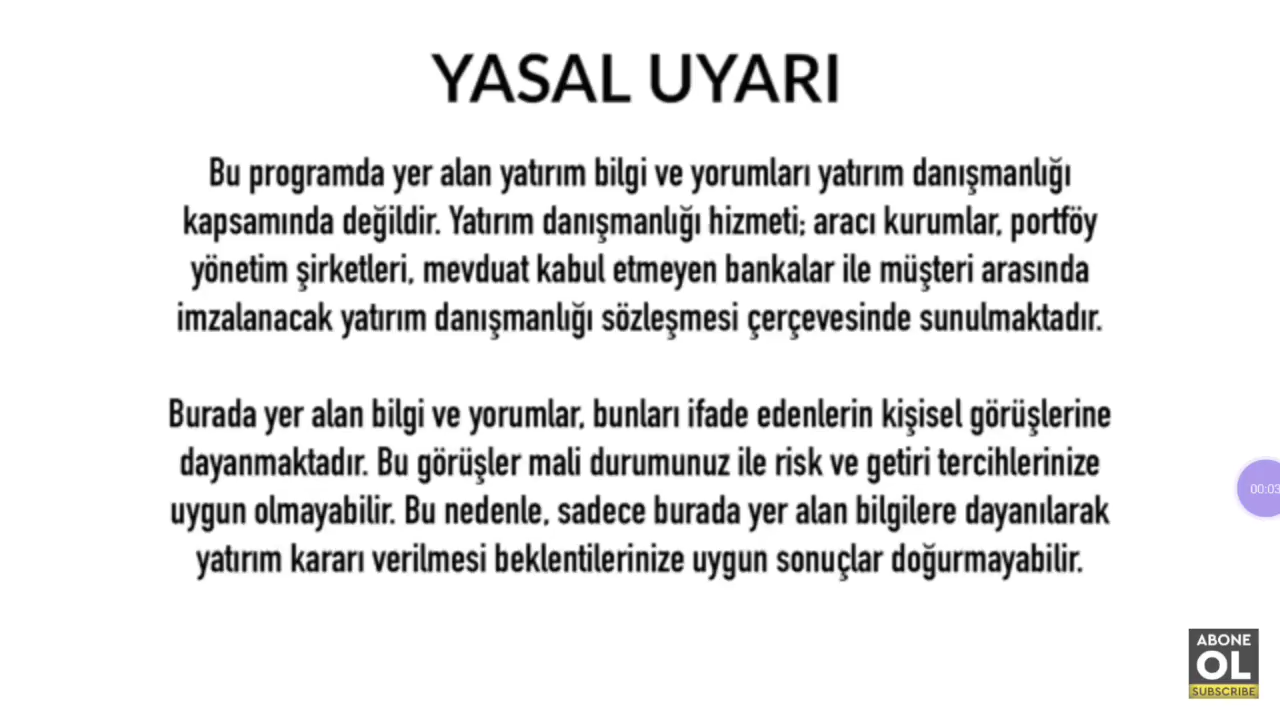 YASAL UYARI
Bu programda yer alan yatırım bilgi ve yorumları yatırım danışmanlığı
kapsamında değildir. Yatırım danışmanlığı hizmeti; aracı kurumlar, portföy
yönetim şirketleri, mevduat kabul etmeyen bankalar ile müşteri arasında
imzalanacak yatırım danışmanlığı sözleşmesi çerçevesinde sunulmaktadır.
Burada yer alan bilgi ve yorumlar, bunları ifade edenlerin kişisel görüşlerine
dayanmaktadır. Bu görüşler mali durumunuz ile risk ve getiri tercihlerinize
uygun olmayabilir. Bu nedenle, sadece burada yer alan bilgilere dayanılarak
yatırım kararı verilmesi beklentilerinize uygun sonuçlar doğurmayabilir.
00:03
ABONE
OL
SUBSCRIBE